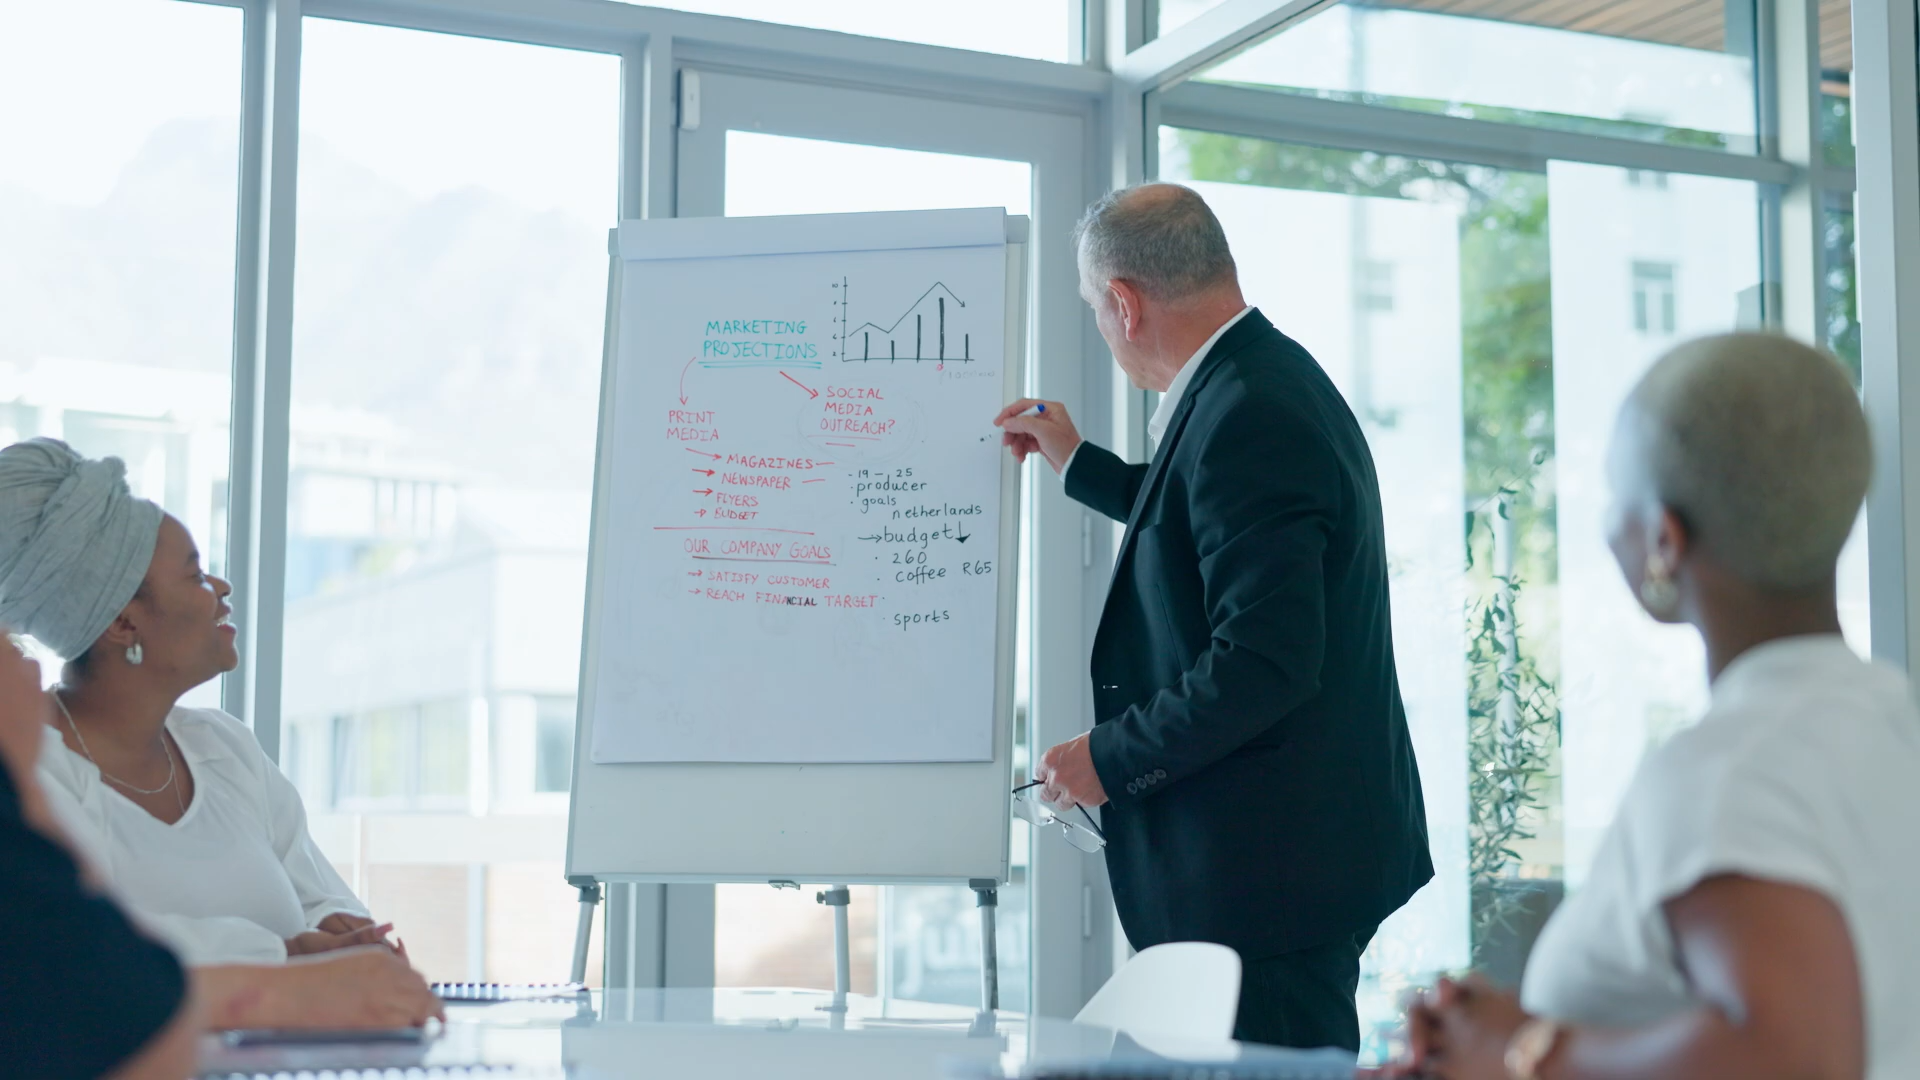 MARKETING
PROJECTIONS
SOCIAL
MEDIA
OUTREACH?
PRINT
MEDIA
MAGAZINES
NEWSPAPER
FLYERS
BUDGET
OUR COMPANY GOALS
SATISFY CUSTOMER
REACH FINANCIAL TARGET
19 - 25
producer
goals
netherlands
budget
260
coffee R65
sports